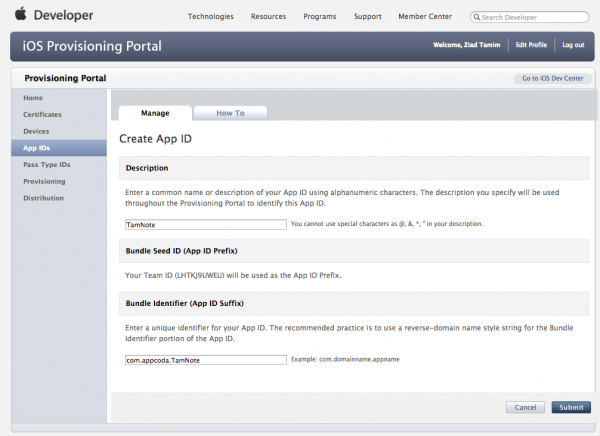 Developer
Technologies Resources Programs Support Member Center
Search Developer
iOS Provisioning Portal
Welcome, Ziad Tamim Edit Profile Log out
Provisioning Portal
Go to iOS Dev Center
Home
Certificates
Devices
App IDs
Pass Type IDs
Provisioning
Distribution
Manage How To
Create App ID
Description
Enter a common name or description of your App ID using alphanumeric characters. The description you specify will be used
throughout the Provisioning Portal to identify this App ID.
TamNote You cannot use special characters as @, &, *, " in your description.
Bundle Seed ID (App ID Prefix)
Your Team ID (LHTKJ9UWEU) will be used as the App ID Prefix.
Bundle Identifier (App ID Suffix)
Enter a unique identifier for your App ID. The recommended practice is to use a reverse-domain name style string for the Bundle
Identifier portion of the App ID.
com.appcoda.TamNote Example: com.domainname.appname
Cancel Submit